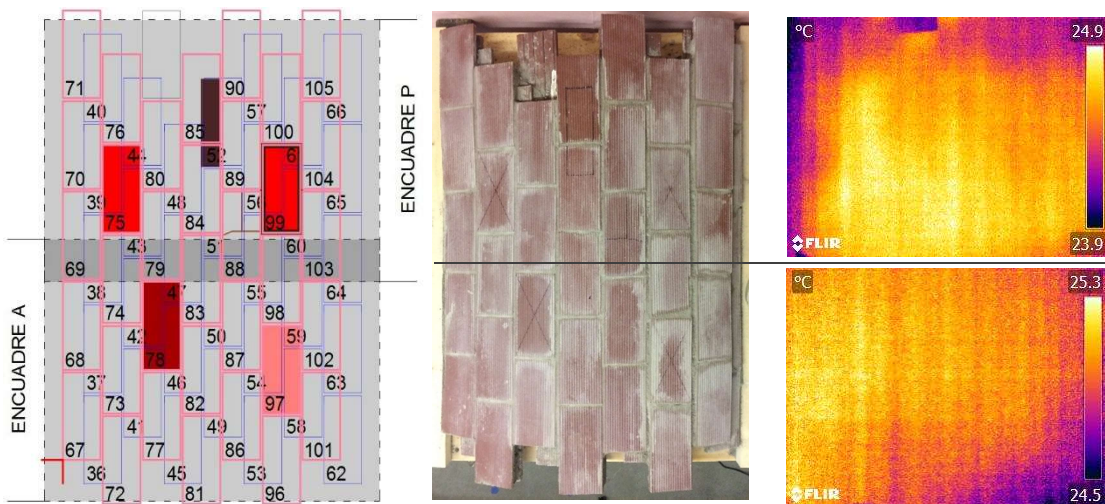 ENCUADRE P
ENCUADRE A
71 90 105
40 57 66
76 85 100
44 52 6
70 80 89 104
39 48 56 65
75 84 99
43 51 60
69 79 88 103
38 47 55 64
74 83 98
42 50 59
68 78 87 102
37 46 54 63
73 82 97
41 49 58
67 77 86 101
36 45 53 62
72 81 96
ºC 24.9
FLIR 23.9
ºC 25.3
FLIR 24.5